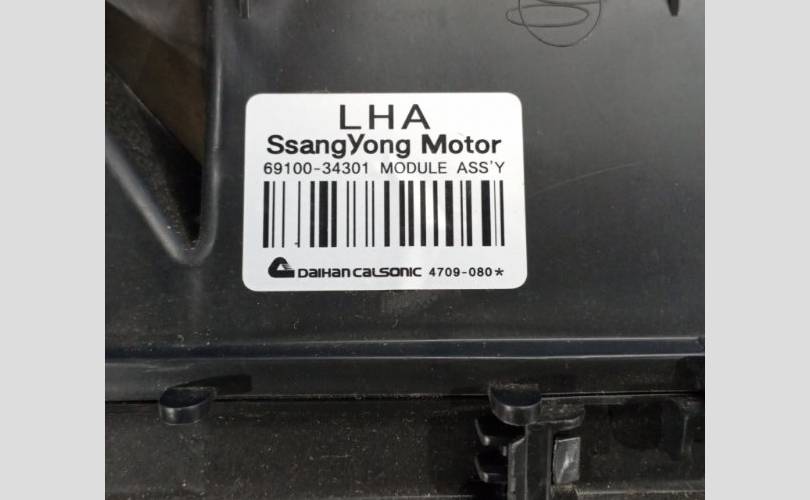 LHA
SsangYong Motor
69100-34301 MODULE ASS'Y
DAIHAN CALSONIC 4709-080*